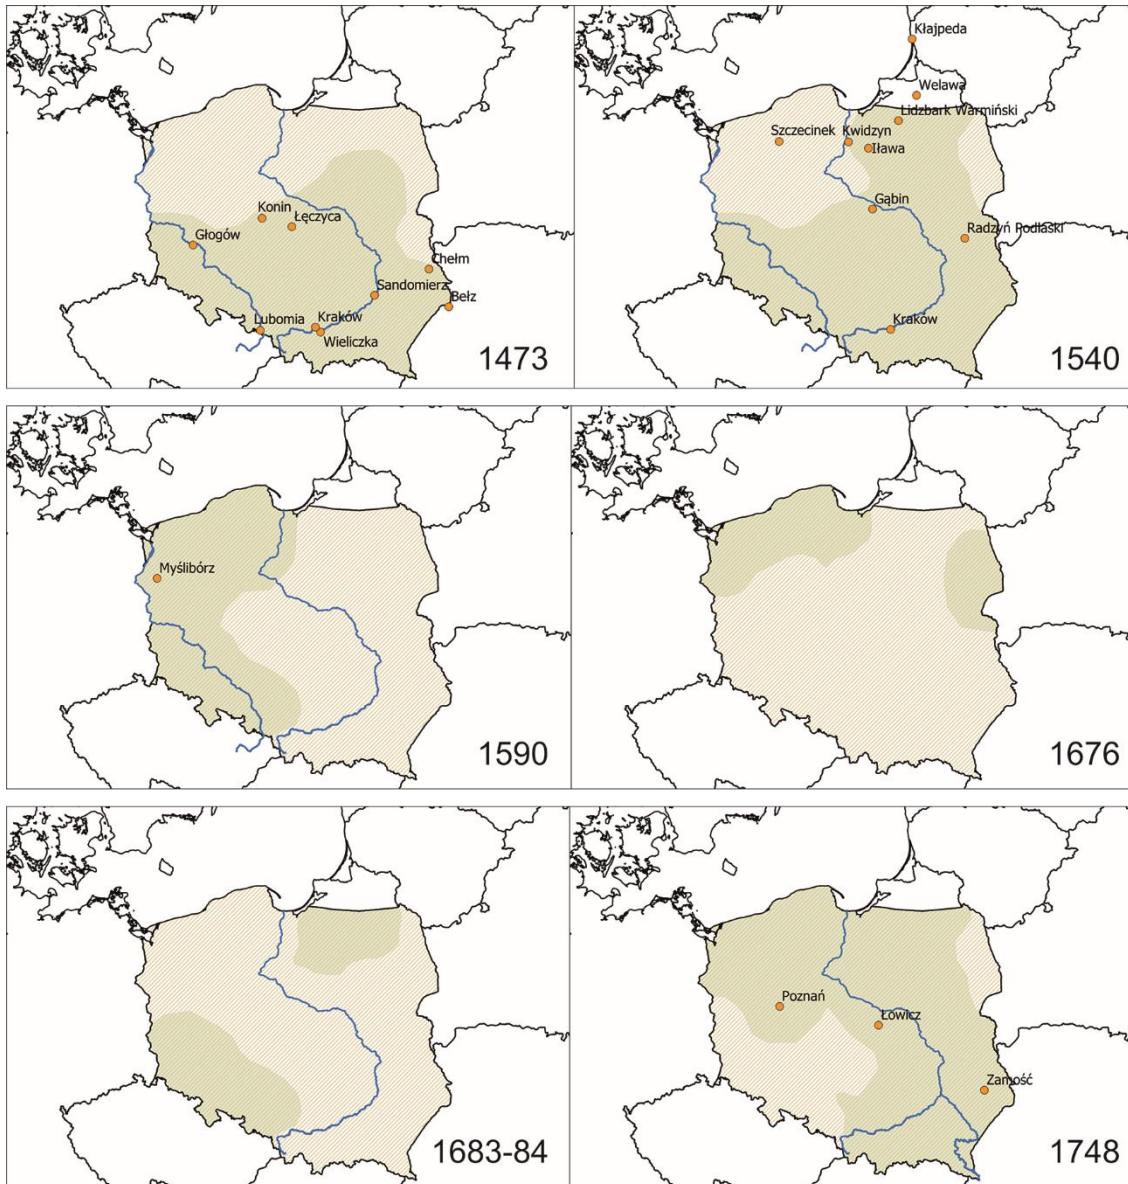 Konin
Łęczyca
Głogów
Chełm
Sandomierz
Bełz
Lubomia
Kraków
Wieliczka
1473
Kłajpeda
Welawa
Lidzbark Warmiński
Szczecinek
Kwidzyn
Iława
Gąbin
Radzyń Podlaski
Kraków
1540
Myślibórz
1590
1676
1683-84
Poznań
Łowicz
Zamość
1748